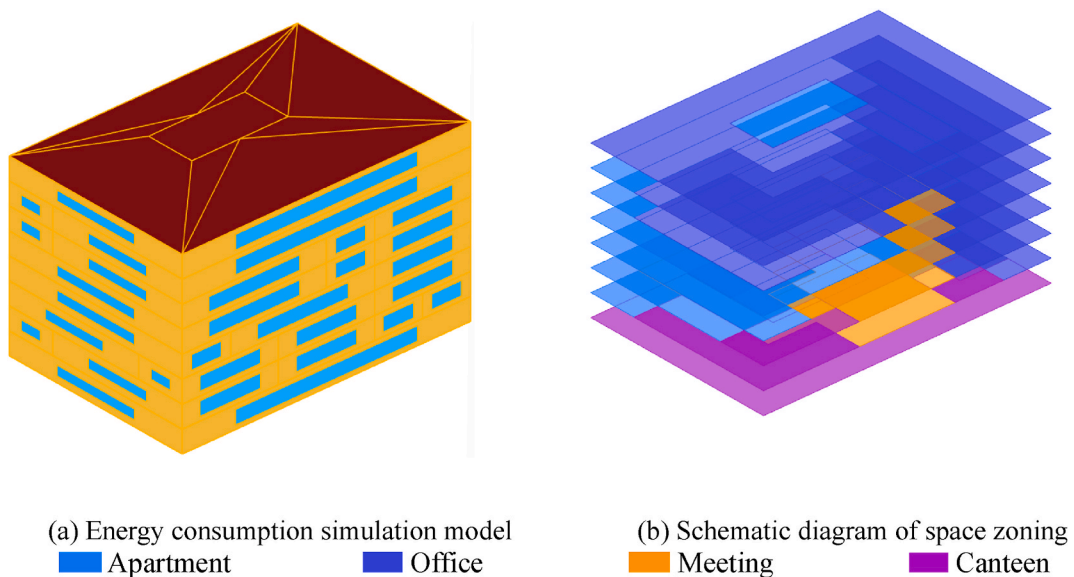 (a) Energy consumption simulation model
(b) Schematic diagram of space zoning
Apartment
Office
Meeting
Canteen